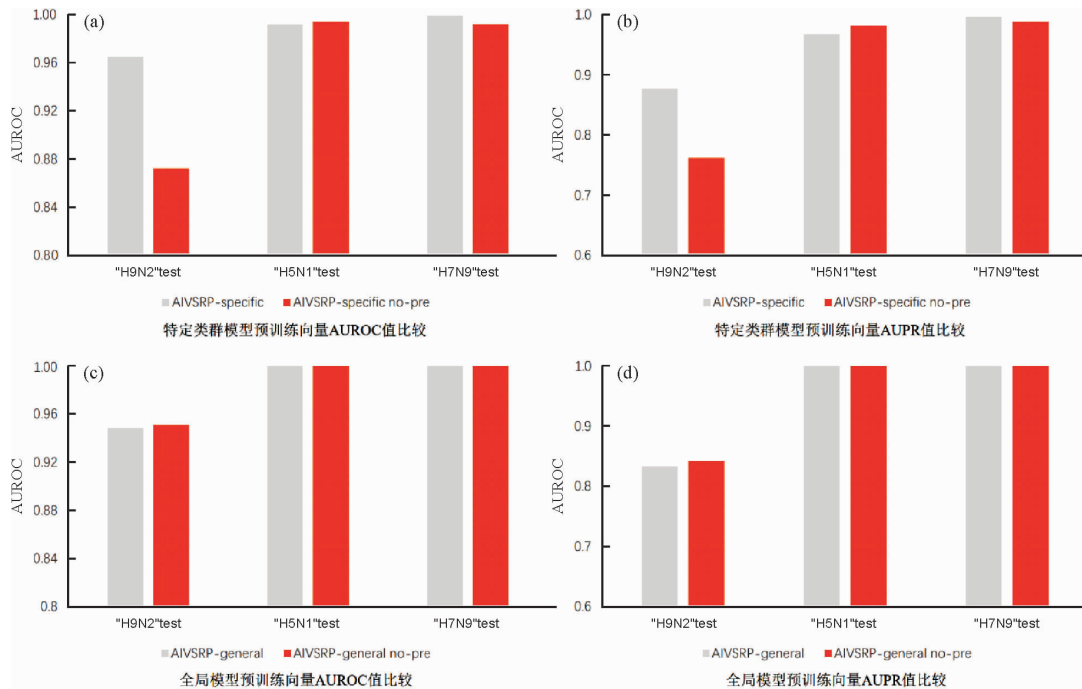 (a)
1.00
0.96
0.92
0.88
0.84
0.80
AUROC
"H9N2"test "H5N1"test "H7N9"test
AIVSRP-specific AIVSRP-specific no-pre
特定类群模型预训练向量AUROC值比较
(b)
1.0
0.9
0.8
0.7
0.6
AUROC
"H9N2"test "H5N1"test "H7N9"test
AIVSRP-specific AIVSRP-specific no-pre
特定类群模型预训练向量AUPR值比较
(c)
1.00
0.96
0.92
0.88
0.84
0.8
AUROC
"H9N2"test "H5N1"test "H7N9"test
AIVSRP-general AIVSRP-general no-pre
全局模型预训练向量AUROC值比较
(d)
1.0
0.9
0.8
0.7
0.6
AUROC
"H9N2"test "H5N1"test "H7N9"test
AIVSRP-general AIVSRP-general no-pre
全局模型预训练向量AUPR值比较